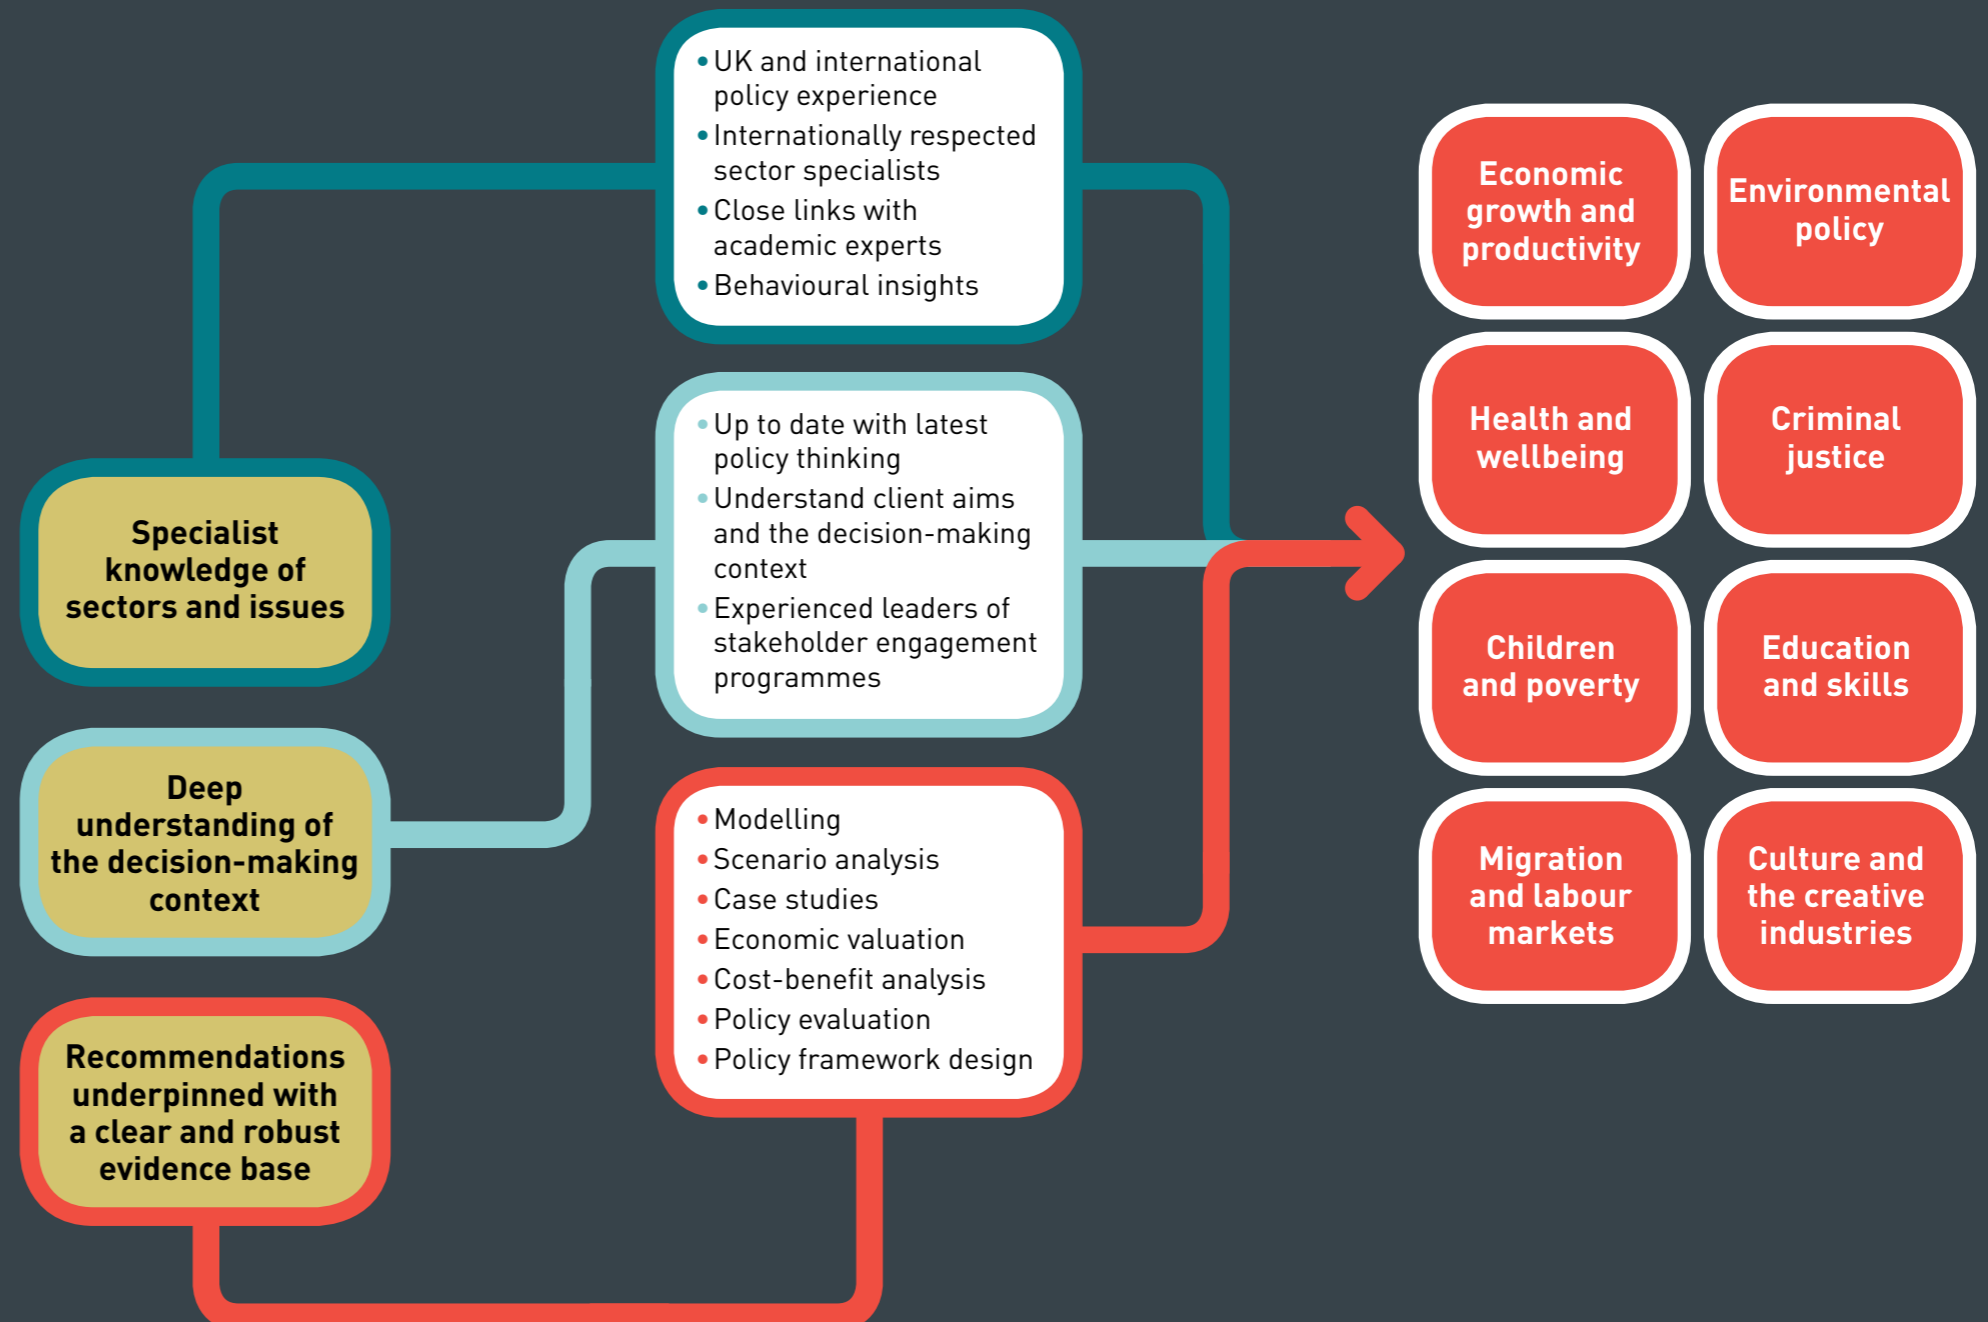 Specialist
knowledge of
sectors and issues
Deep
understanding of
the decision-making
context
Recommendations
underpinned with
a clear and robust
evidence base
• UK and international
policy experience
• Internationally respected
sector specialists
• Close links with
academic experts
• Behavioural insights
• Up to date with latest
policy thinking
• Understand client aims
and the decision-making
context
• Experienced leaders of
stakeholder engagement
programmes
• Modelling
• Scenario analysis
• Case studies
• Economic valuation
• Cost-benefit analysis
• Policy evaluation
• Policy framework design
Economic
growth and
productivity
Environmental
policy
Health and
wellbeing
Criminal
justice
Children
and poverty
Education
and skills
Migration
and labour
markets
Culture and
the creative
industries